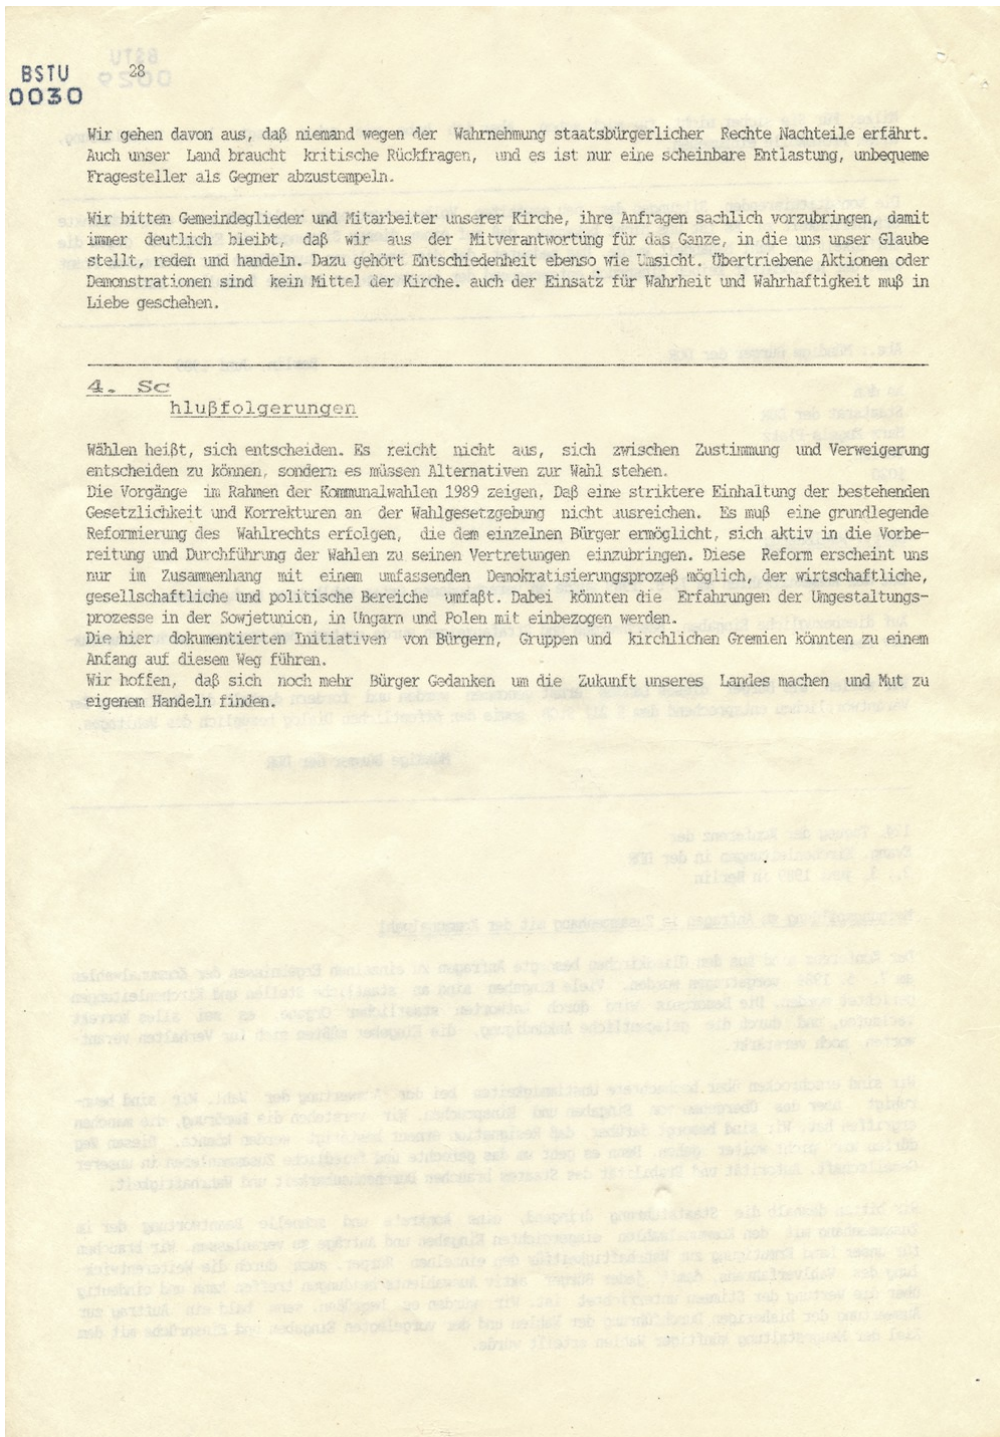 BSTU
0030
28
Wir gehen davon aus, daß niemand wegen der Wahrnehmung staatsbürgerlicher Rechte Nachteile erfährt.
Auch unser Land braucht kritische Rückfragen, und es ist nur eine scheinbare Entlastung, unbequeme
Fragesteller als Gegner abzustempeln.
Wir bitten Gemeindeglieder und Mitarbeiter unserer Kirche, ihre Anfragen sachlich vorzubringen, damit
immer deutlich bleibt, daß wir aus der Mitverantwortung für das Ganze, in die uns unser Glaube
stellt, reden und handeln. Dazu gehört Entschiedenheit ebenso wie Umsicht. Übertriebene Aktionen oder
Demonstrationen sind kein Mittel der Kirche. auch der Einsatz für Wahrheit und Wahrhaftigkeit muß in
Liebe geschehen.
4. Sc
hlußfolgerungen
Wählen heißt, sich entscheiden. Es reicht nicht aus, sich zwischen Zustimmung und Verweigerung
entscheiden zu können, sondern es müssen Alternativen zur Wahl stehen.
Die Vorgänge im Rahmen der Kommunalwahlen 1989 zeigen, Daß eine striktere Einhaltung der bestehenden
Gesetzlichkeit und Korrekturen an der Wahlgesetzgebung nicht ausreichen. Es muß eine grundlegende
Reformierung des Wahlrechts erfolgen, die dem einzelnen Bürger ermöglicht, sich aktiv in die Vorbe-
reitung und Durchführung der Wahlen zu seinen Vertretungen einzubringen. Diese Reform erscheint uns
nur im Zusammenhang mit einem umfassenden Demokratisierungsprozeß möglich, der wirtschaftliche,
gesellschaftliche und politische Bereiche umfaßt. Dabei könnten die Erfahrungen der Umgestaltungs-
prozesse in der Sowjetunion, in Ungarn und Polen mit einbezogen werden.
Die hier dokumentierten Initiativen von Bürgern, Gruppen und kirchlichen Gremien könnten zu einem
Anfang auf diesem Weg führen.
Wir hoffen, daß sich noch mehr Bürger Gedanken um die Zukunft unseres Landes machen und Mut zu
eigenem Handeln finden.